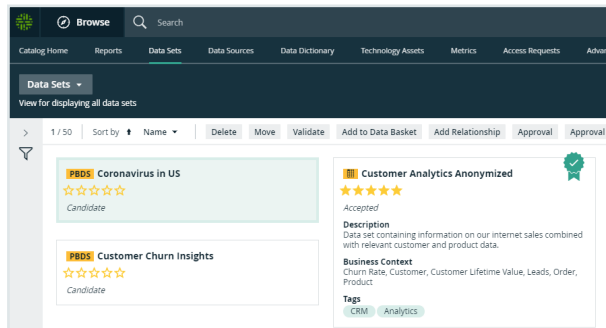 Browse Search
Catalog Home Reports Data Sets Data Sources Data Dictionary Technology Assets Metrics Access Requests Advan
Data Sets
View for displaying all data sets
1 / 50 Sort by Name Delete Move Validate Add to Data Basket Add Relationship Approval Approval
PBDS Coronavirus in US
Candidate
PBDS Customer Churn Insights
Candidate
Customer Analytics Anonymized
Accepted
Description
Data set containing information on our internet sales combined
with relevant customer and product data.
Business Context
Churn Rate, Customer, Customer Lifetime Value, Leads, Order,
Product
Tags
CRM Analytics